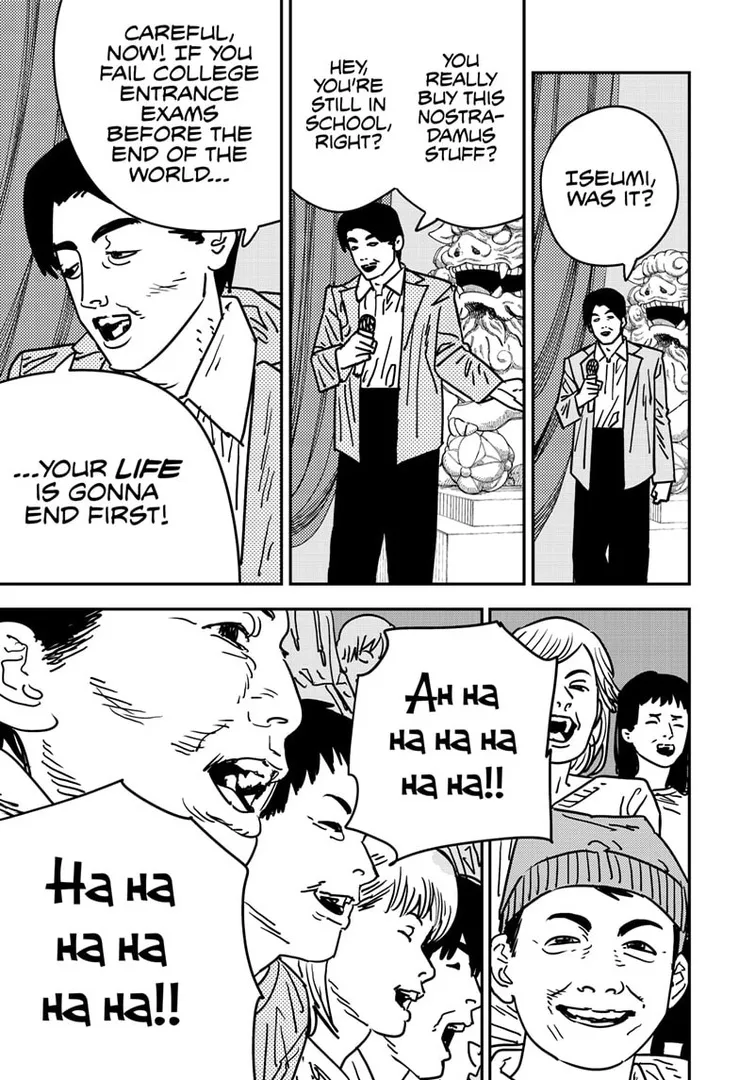 ISEUMI,
WAS IT?
YOU
REALLY
BUY THIS
NOSTRA-
DAMUS
STUFF?
HEY,
YOU'RE
STILL IN
SCHOOL,
RIGHT?
CAREFUL,
NOW! IF YOU
FAIL COLLEGE
ENTRANCE
EXAMS
BEFORE THE
END OF THE
WORLD...
...YOUR LIFE
IS GONNA
END FIRST!
AH HA
HA HA HA
HA HA!!
HA HA
HA HA
HA HA!!